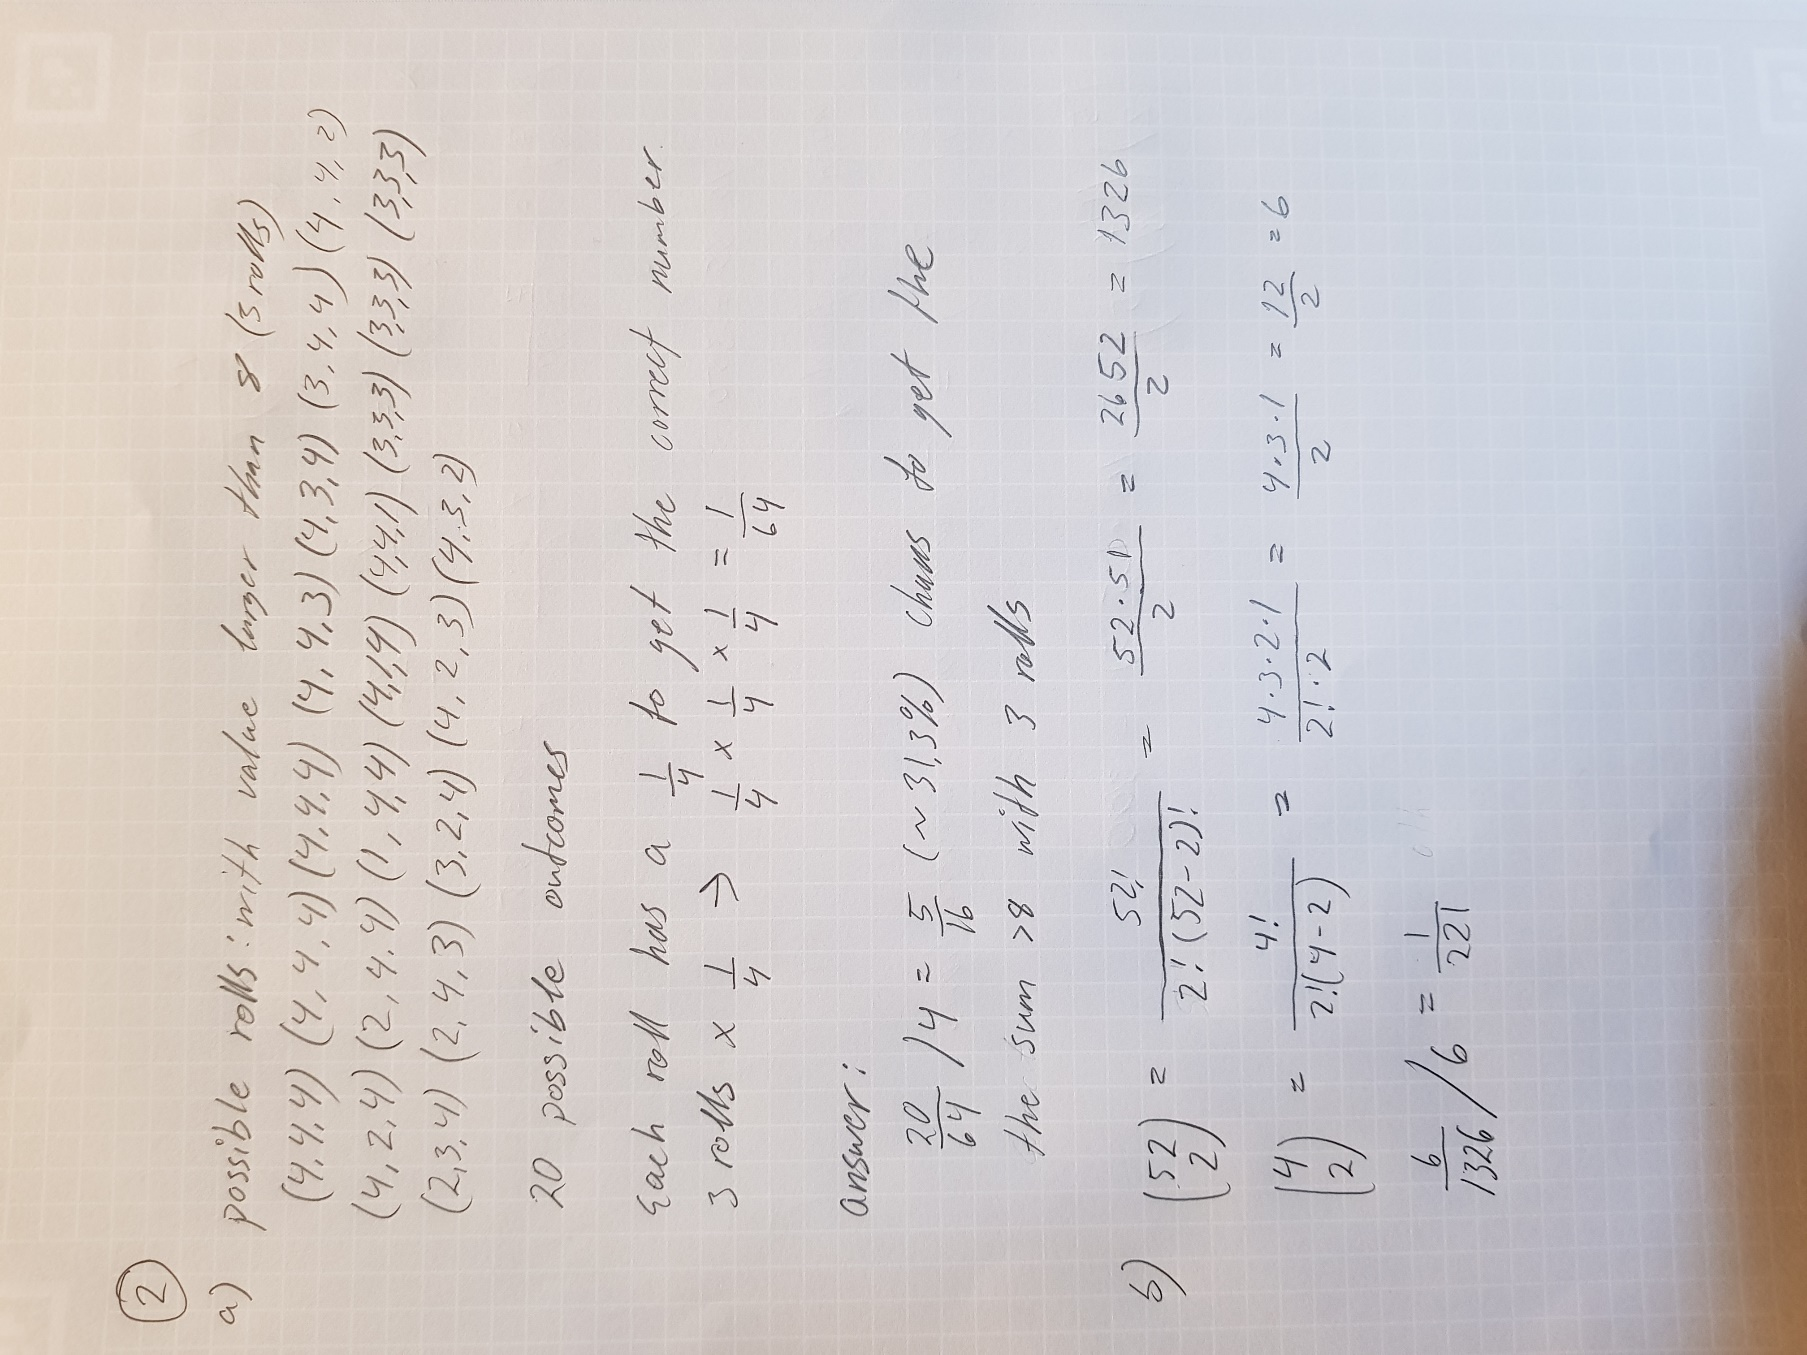 2
a) possible rolls: with value larger than 8 (3 rolls)
(4,4,4) (4,4,4) (4,4,4) (4,4,3) (4,3,4) (3,4,4) (4,4,2)
(4,2,4) (2,4,4) (1,4,4) (4,1,4) (4,4,1) (3,3,3) (3,3,3) (3,3,3)
(2,3,4) (2,4,3) (3,2,4) (4,2,3) (4,3,2)
20 possible outcomes
Each roll has a 1/4 to get the correct number.
3 rolls x 1/4 → 1/4 x 1/4 x 1/4 = 1/64
answer:
20/64 /4 = 5/16 (~31,3%) chans to get the
the sum >8 with 3 rolls
b) (52 2) = 52!/2!(52-2)! = 52·51/2 = 2652/2 = 1326
(4 2) = 4!/2!(4-2) = 4·3·2·1/2!·2 = 4·3·1/2 = 12/2 = 6
6/1326 /6 = 1/221